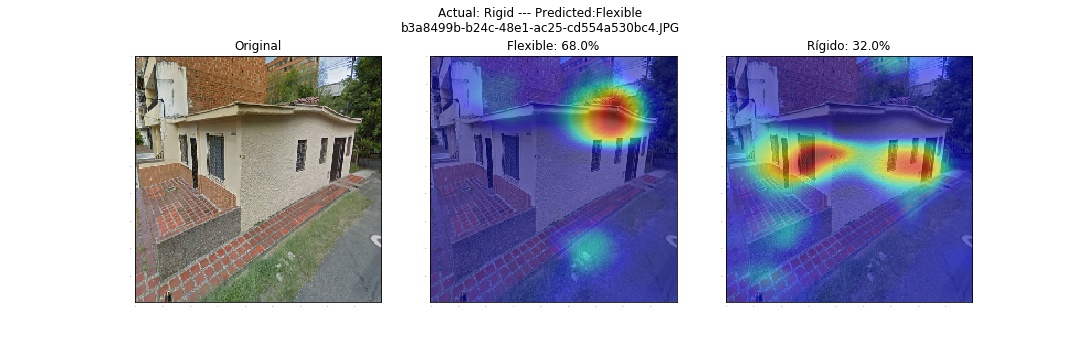 Actual: Rigid --- Predicted:Flexible
b3a8499b-b24c-48e1-ac25-cd554a530bc4.JPG
Original
Flexible: 68.0%
Rígido: 32.0%